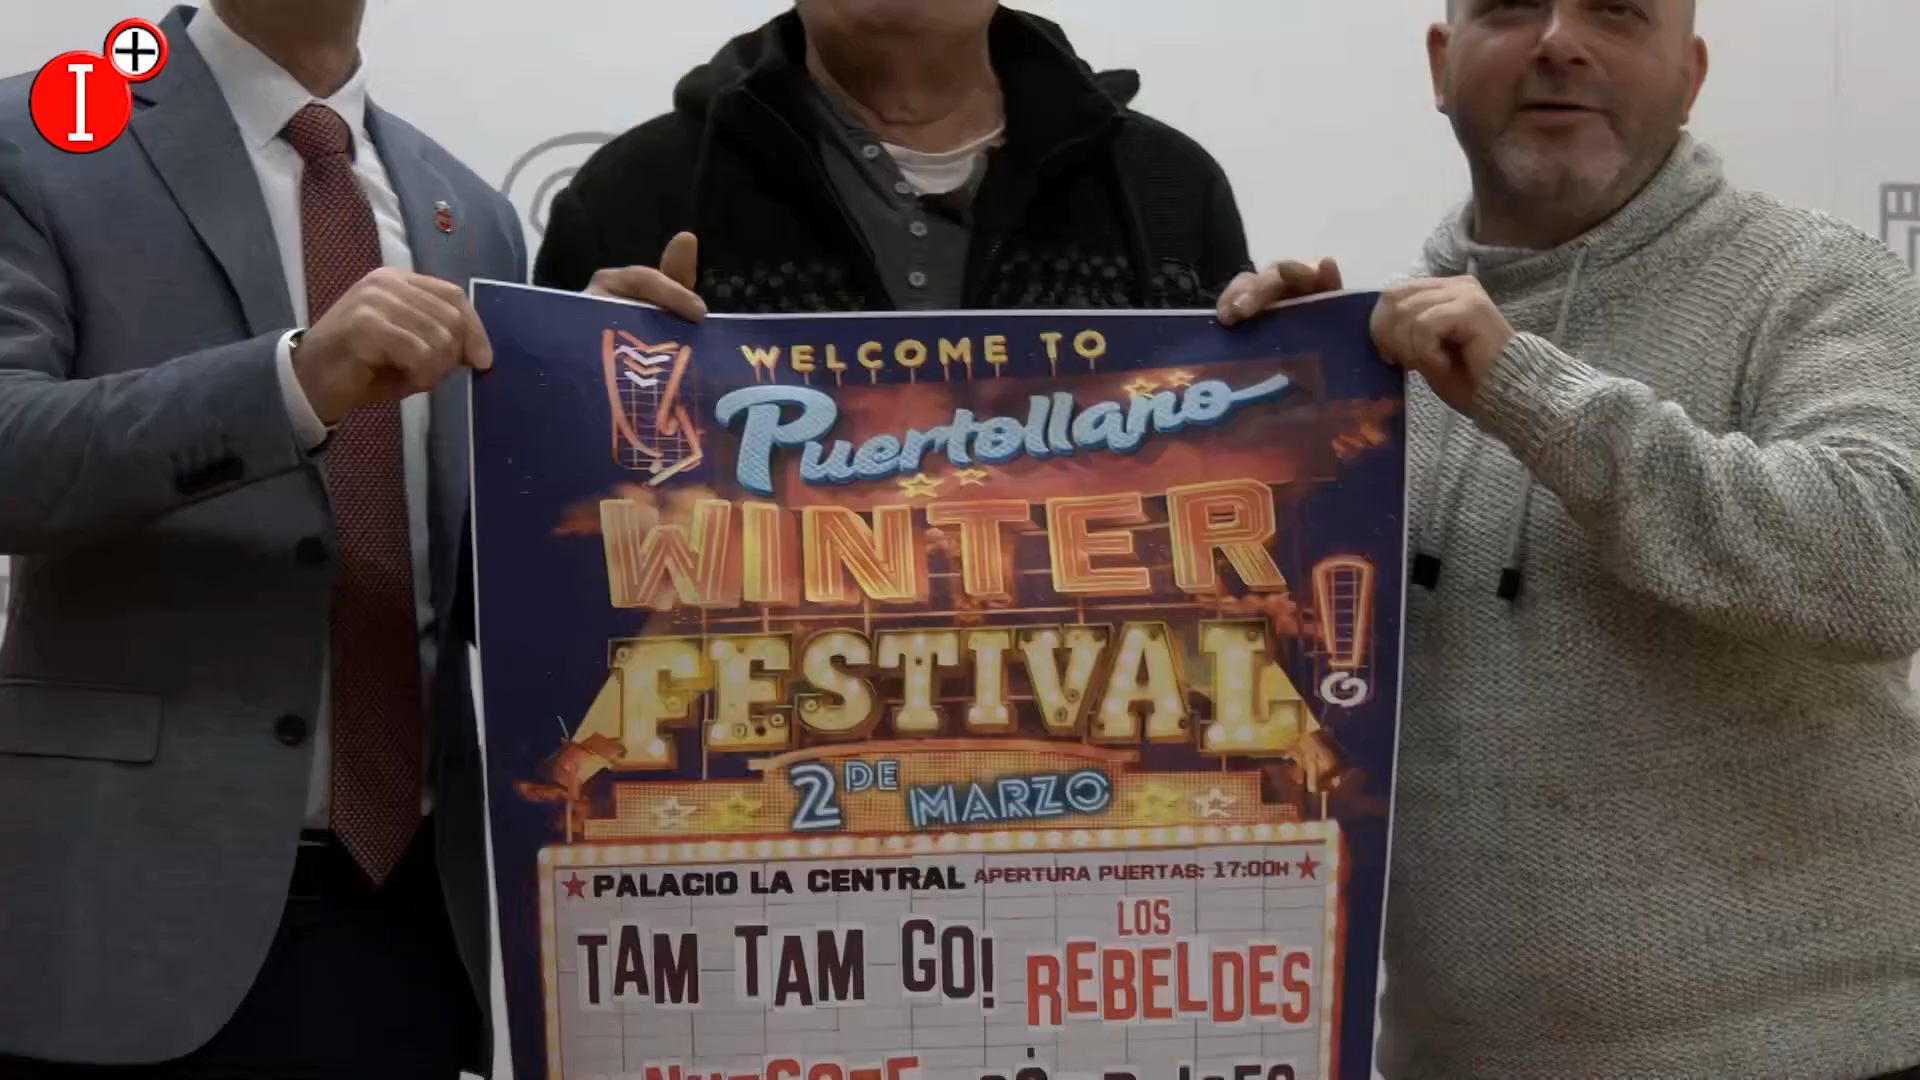 I+
WELCOME TO
Puertollano
WINTER
FESTIVAL
2 DE MARZO
PALACIO LA CENTRAL APERTURA PUERTAS: 17:00H
TAM TAM GO!
LOS
REBELDES